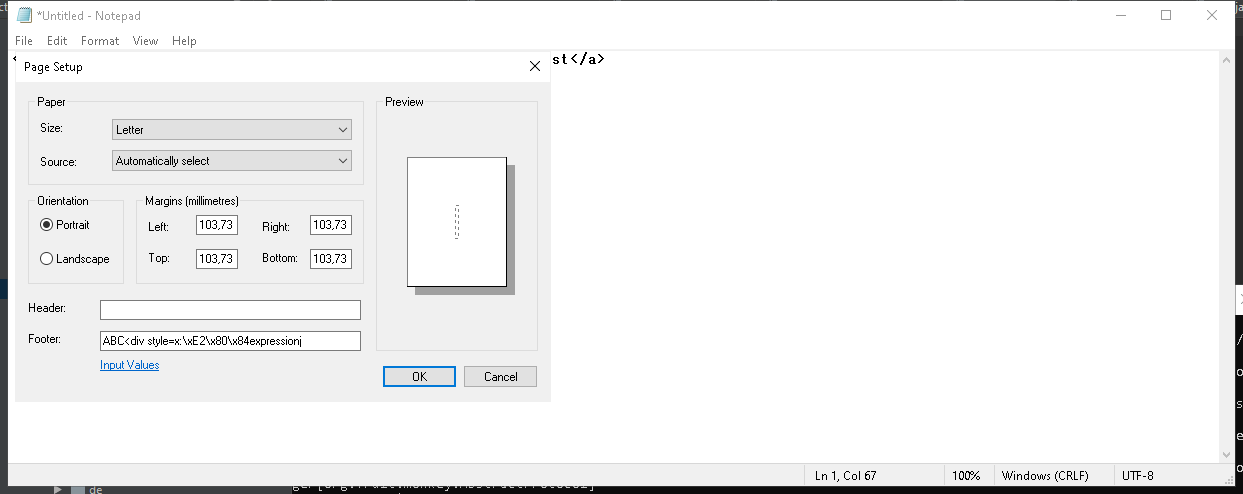 *Untitled - Notepad
File Edit Format View Help
st</a>
Page Setup
Paper
Size: Letter
Source: Automatically select
Preview
Orientation
Portrait
Landscape
Margins (millimetres)
Left: 103,73 Right: 103,73
Top: 103,73 Bottom: 103,73
Header:
Footer: ABC<div style=x:\xE2\x80\x84expressionj
Input Values
OK Cancel
Ln 1, Col 67 100% Windows (CRLF) UTF-8
de